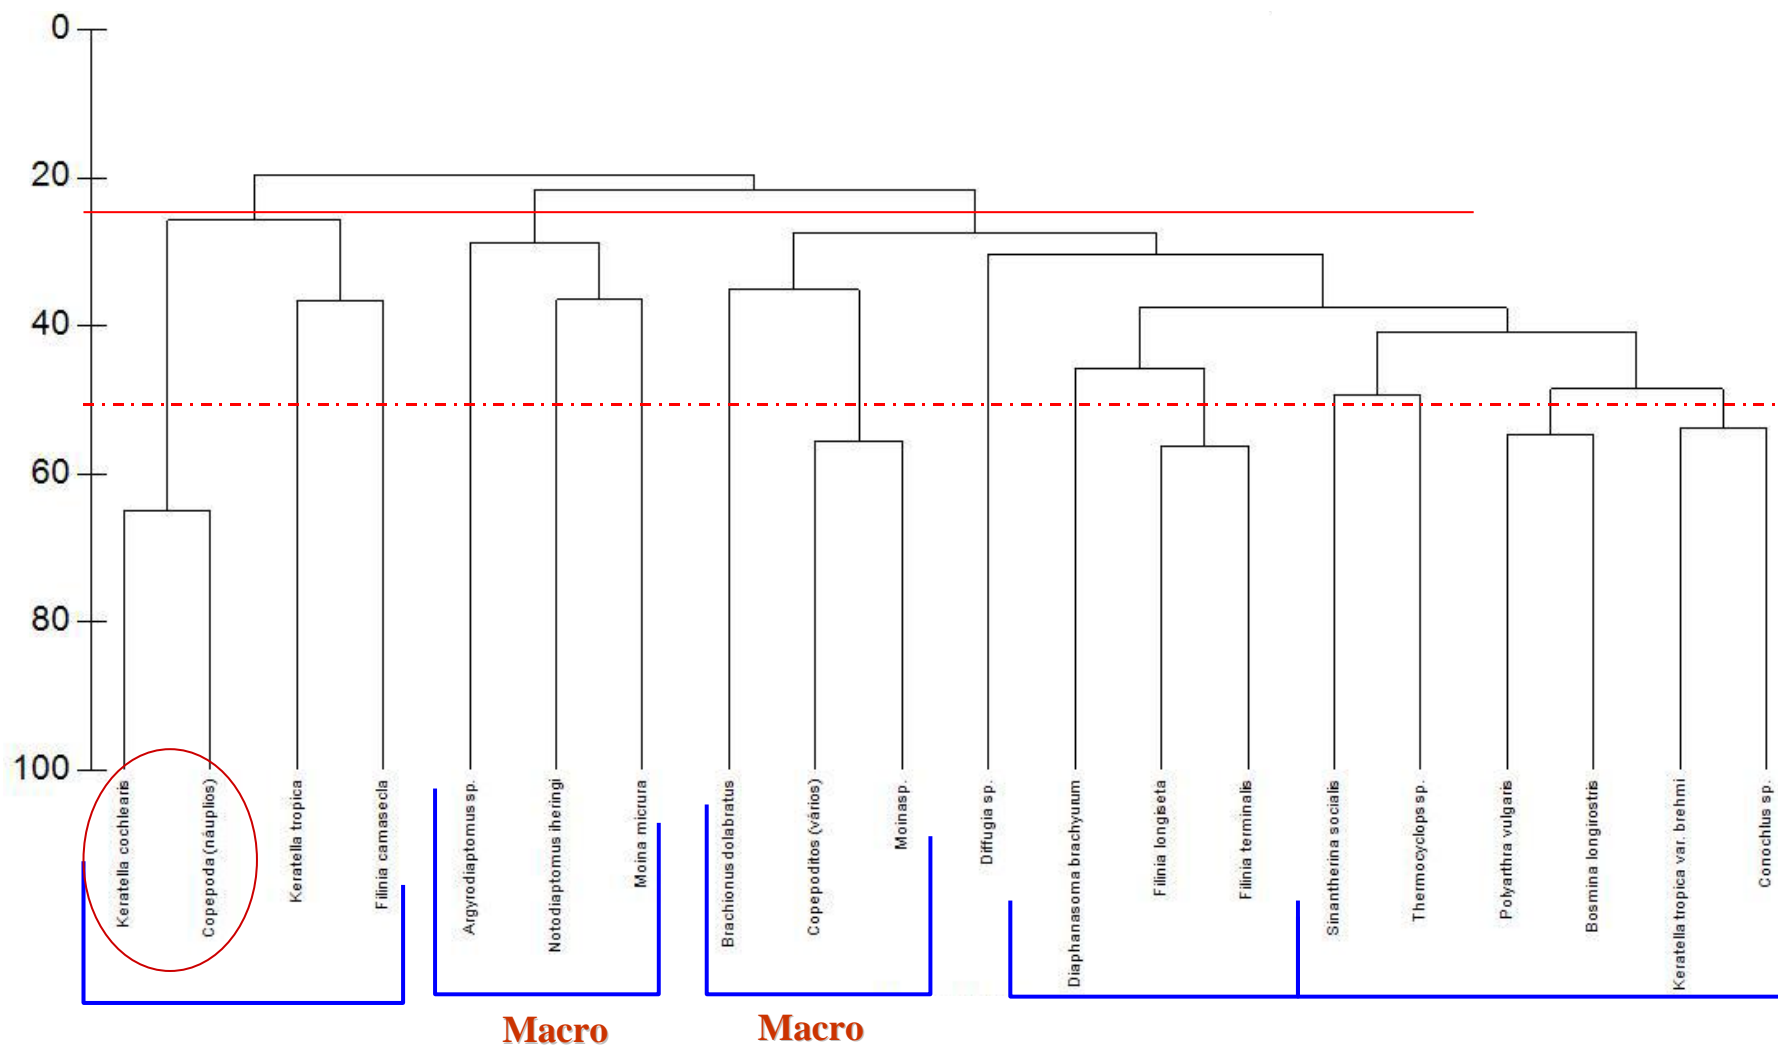 0
20
40
60
80
100
Keratella cochlearis
Copepoda (náuplios)
Keratella tropica
Filinia camasecla
Argyrodiaptomus sp.
Notodiaptomus iheringi
Moina micrura
Brachionus dolabratus
Copepoditos (vários)
Moina sp.
Difflugia sp.
Diaphanasoma brachyurum
Filinia longiseta
Filinia terminalis
Sinantherina socialis
Thermocyclops sp.
Polyarthra vulgaris
Bosmina longirostris
Keratella tropica var. brehmi
Conochlus sp.
Macro
Macro